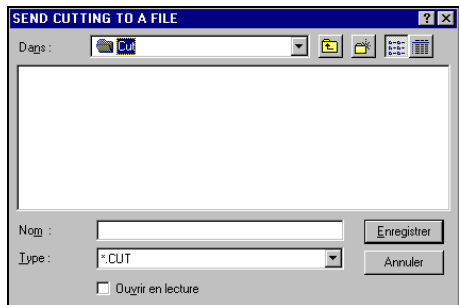 SEND CUTTING TO A FILE
Dans :
Cut
Nom :
Enregistrer
Type :
*.CUT
Annuler
Ouvrir en lecture